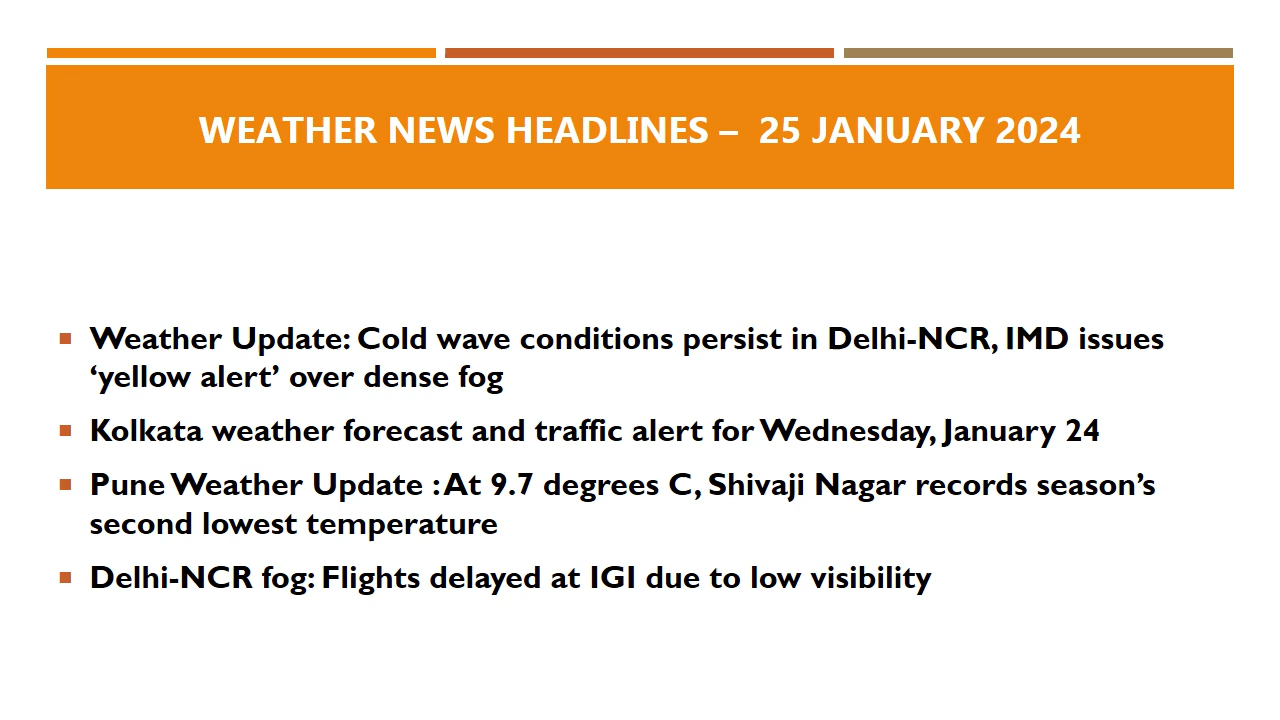 WEATHER NEWS HEADLINES – 25 JANUARY 2024
Weather Update: Cold wave conditions persist in Delhi-NCR, IMD issues
‘yellow alert’ over dense fog
Kolkata weather forecast and traffic alert for Wednesday, January 24
Pune Weather Update : At 9.7 degrees C, Shivaji Nagar records season’s
second lowest temperature
Delhi-NCR fog: Flights delayed at IGI due to low visibility